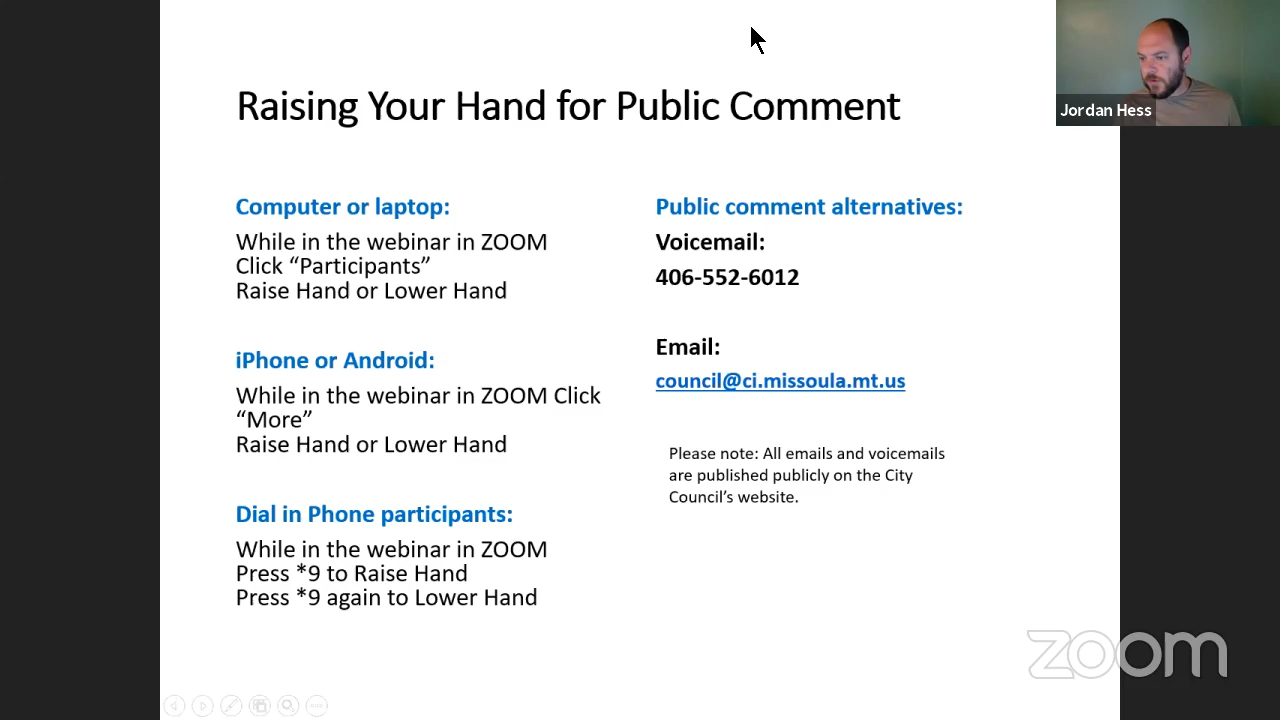 Raising Your Hand for Public Comment
Jordan Hess
Computer or laptop:
While in the webinar in ZOOM
Click “Participants”
Raise Hand or Lower Hand
iPhone or Android:
While in the webinar in ZOOM Click
“More”
Raise Hand or Lower Hand
Dial in Phone participants:
While in the webinar in ZOOM
Press *9 to Raise Hand
Press *9 again to Lower Hand
Public comment alternatives:
Voicemail:
406-552-6012
Email:
council@ci.missoula.mt.us
Please note: All emails and voicemails
are published publicly on the City
Council’s website.
zoom